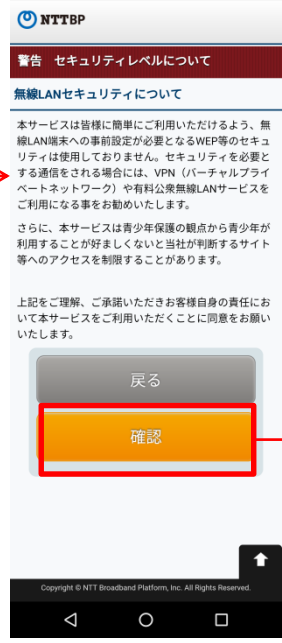 NTTBP
警告 セキュリティレベルについて
無線LANセキュリティについて
本サービスは皆様に簡単にご利用いただけるよう、無
線LAN端末への事前設定が必要となるWEP等のセキュ
リティは使用しておりません。セキュリティを必要と
する通信をされる場合には、VPN（バーチャルプライ
ベートネットワーク）や有料公衆無線LANサービスを
ご利用になる事をお勧めいたします。
さらに、本サービスは青少年保護の観点から青少年が
利用することが好ましくないと当社が判断するサイト
等へのアクセスを制限することがあります。
上記をご理解、ご承諾いただきお客様自身の責任にお
いて本サービスをご利用いただくことに同意をお願い
いたします。
戻る
確認
Copyright © NTT Broadband Platform, Inc. All Rights Reserved.